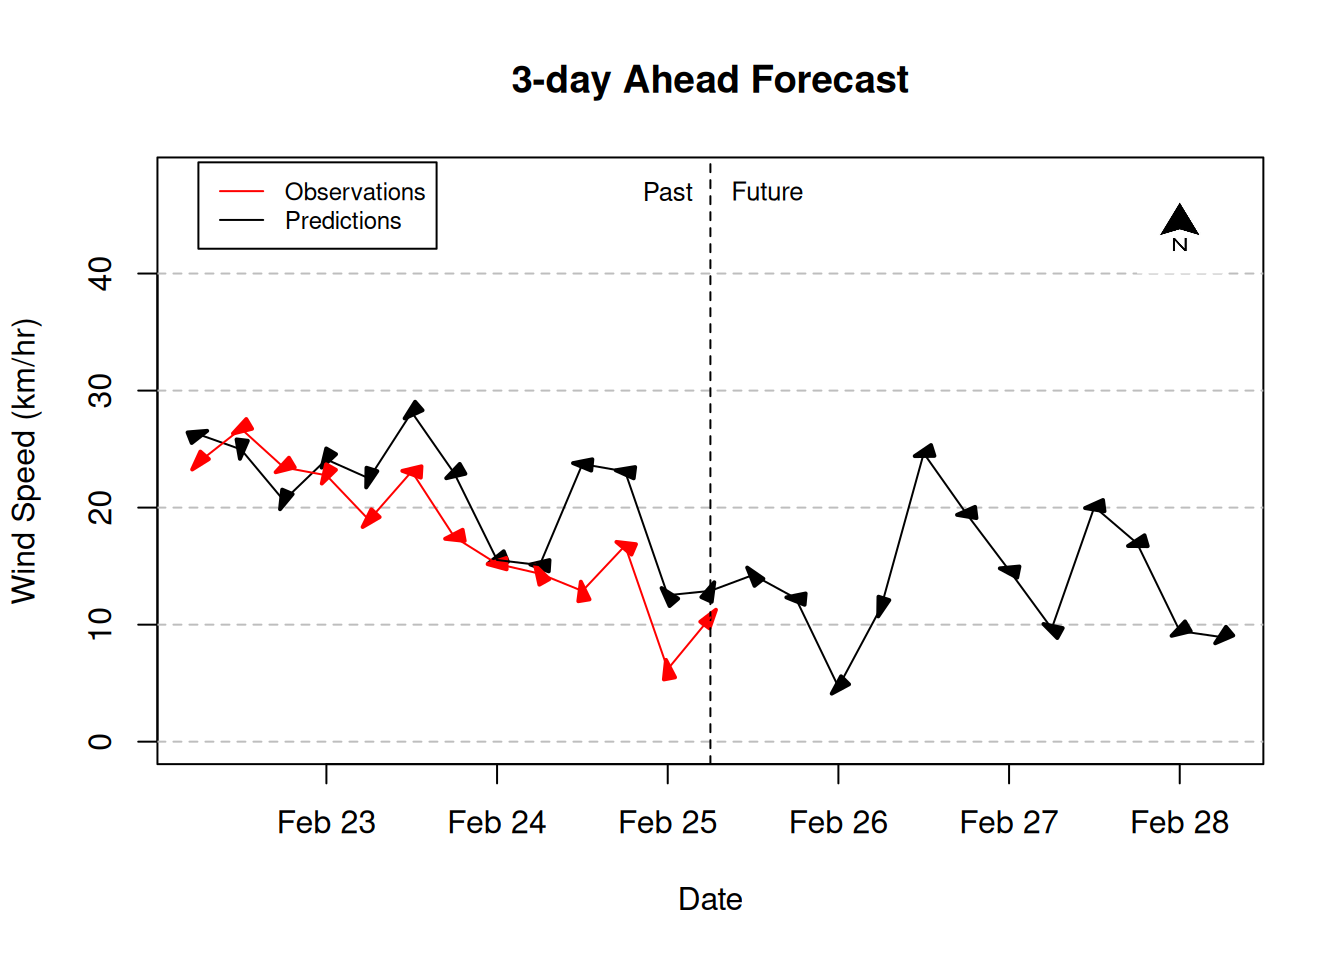 3-day Ahead Forecast
Observations
Predictions
Past
Future
N
40
30
20
10
0
Wind Speed (km/hr)
Feb 23
Feb 24
Feb 25
Feb 26
Feb 27
Feb 28
Date